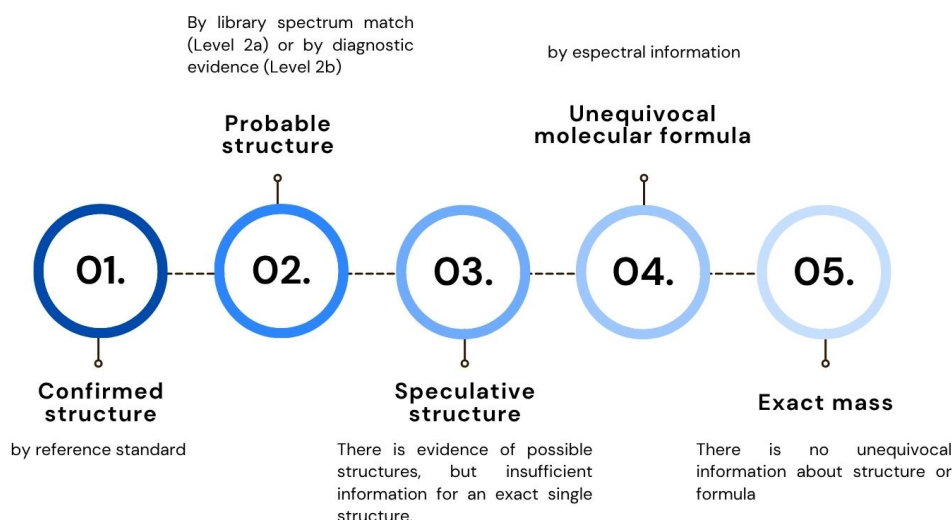 By library spectrum match
(Level 2a) or by diagnostic
evidence (Level 2b)
by espectral information
Probable
structure
Unequivocal
molecular formula
01.
02.
03.
04.
05.
Confirmed
structure
by reference standard
Speculative
structure
There is evidence of possible
structures, but insufficient
information for an exact single
structure.
Exact mass
There is no unequivocal
information about structure or
formula